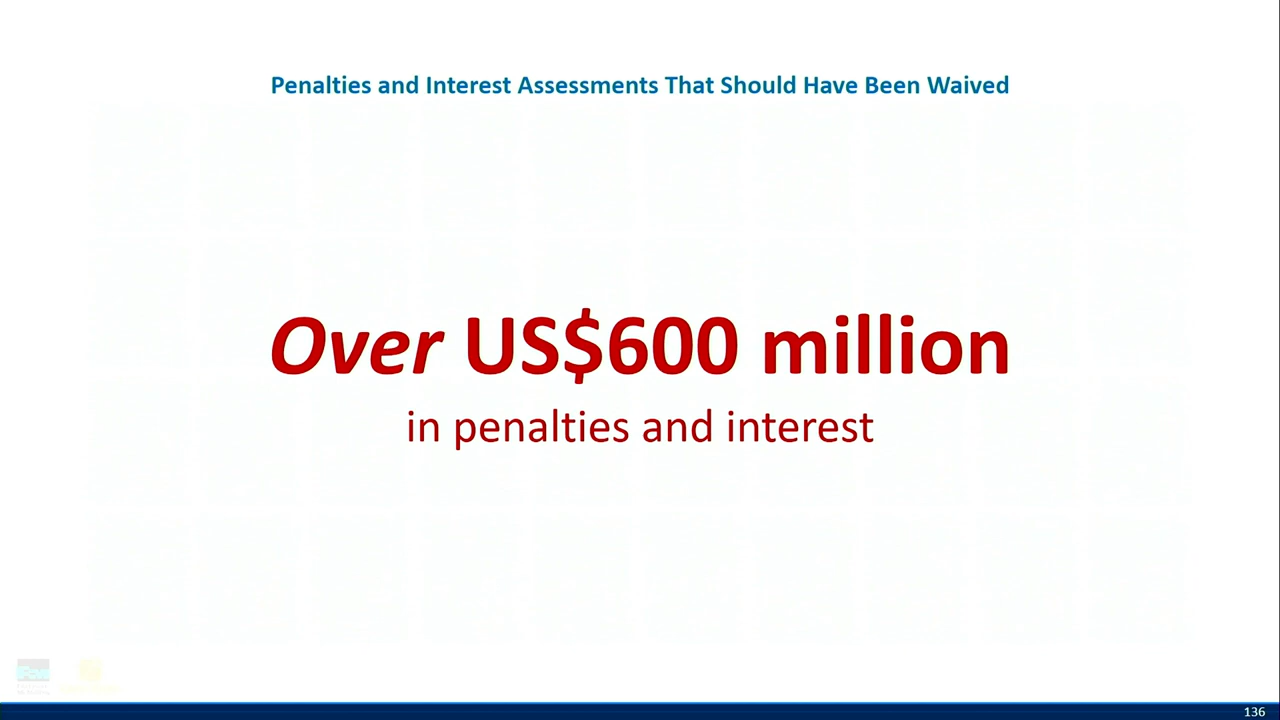 Penalties and Interest Assessments That Should Have Been Waived
Over US$600 million
in penalties and interest
136